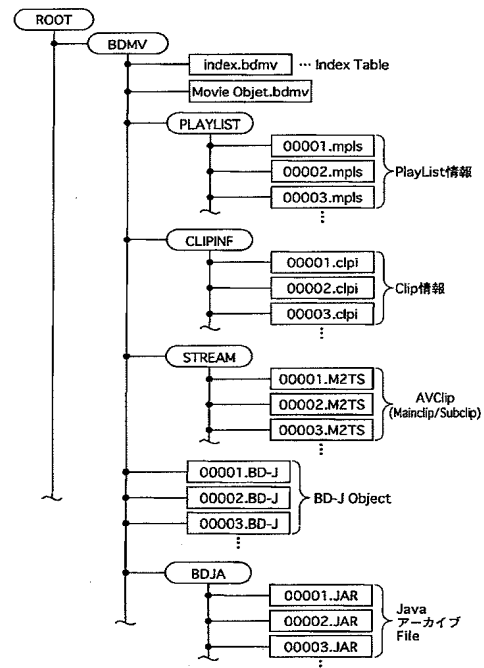 ROOT
BDMV
index.bdmv … Index Table
Movie Objet.bdmv
PLAYLIST
00001.mpls
00002.mpls
PlayList情報
00003.mpls
CLIPINF
00001.clpi
00002.clpi
Clip情報
00003.clpi
STREAM
00001.M2TS
00002.M2TS
AVClip
(Mainclip/Subclip)
00003.M2TS
00001.BD-J
00002.BD-J
BD-J Object
00003.BD-J
BDJA
00001.JAR
00002.JAR
00003.JAR
Java
アーカイブ
File